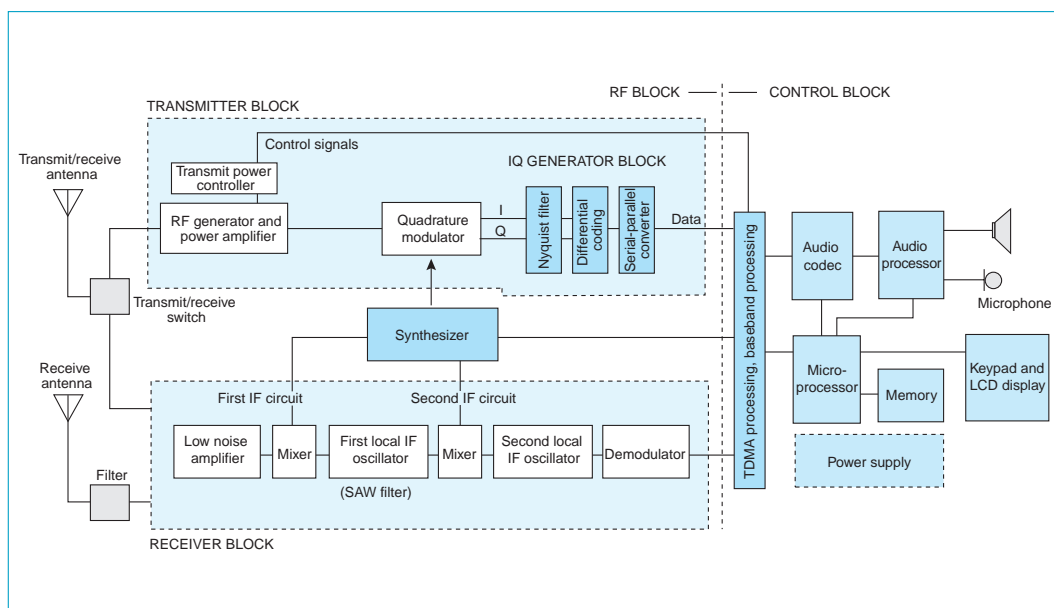 RF BLOCK
CONTROL BLOCK
TRANSMITTER BLOCK
Control signals
IQ GENERATOR BLOCK
Transmit/receive
antenna
Transmit power
controller
RF generator and
power amplifier
Quadrature
modulator
I
Q
Nyquist filter
Differential
coding
Serial-parallel
converter
Data
TDMA processing, baseband processing
Audio
codec
Audio
processor
Microphone
Transmit/receive
switch
Synthesizer
Receive
antenna
Micro-
processor
Memory
Keypad and
LCD display
First IF circuit
Second IF circuit
Low noise
amplifier
Mixer
First local IF
oscillator
Mixer
Second local
IF oscillator
Demodulator
(SAW filter)
Filter
Power supply
RECEIVER BLOCK